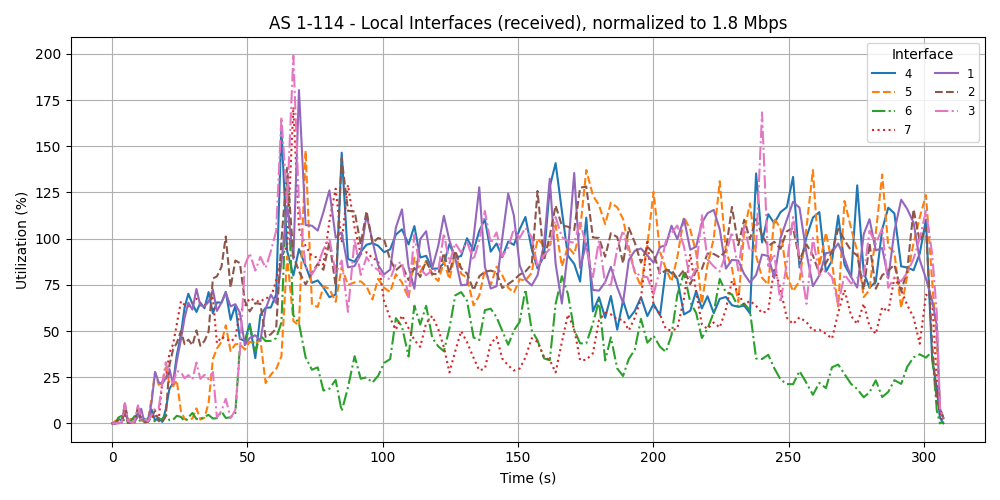 AS 1-114 - Local Interfaces (received), normalized to 1.8 Mbps
Utilization (%)
200
175
150
125
100
75
50
25
0
Interface
4 1
5 2
6 3
7
0 50 100 150 200 250 300
Time (s)